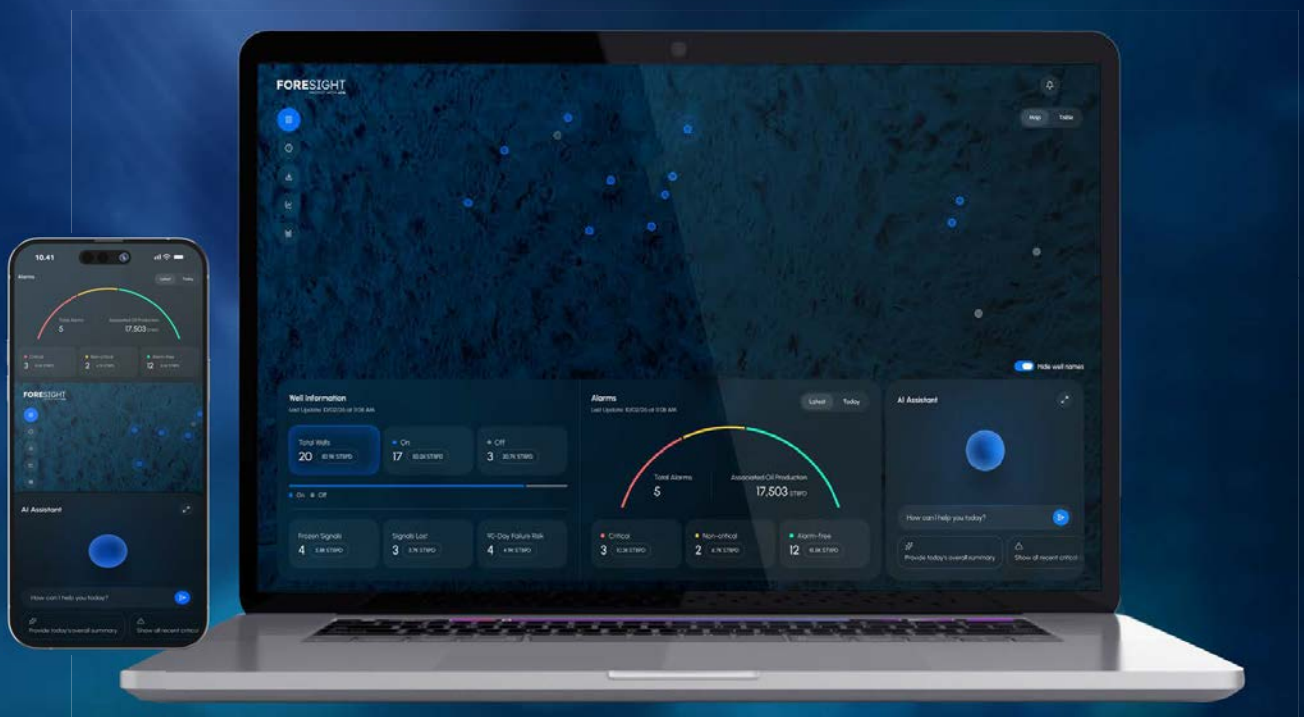 10.41
Alarms
Latest Today
Total Alarms
5
Associated Oil Production
17,503 STBPD
Critical
3
Non-critical
2
Alarm-free
12
FORESIGHT
AI Assistant
How can I help you today?
Provide today's overall summary
Show all recent critical
FORESIGHT
Map Table
Hide well names
Well Information
Total Wells
20
On
17
Off
3
On Off
Frozen Signals
4
Signals Lost
3
90-Day Failure Risk
4
Alarms
Latest Today
Total Alarms
5
Associated Oil Production
17,503 STBPD
Critical
3
Non-critical
2
Alarm-free
12
AI Assistant
How can I help you today?
Provide today's overall summary
Show all recent critical